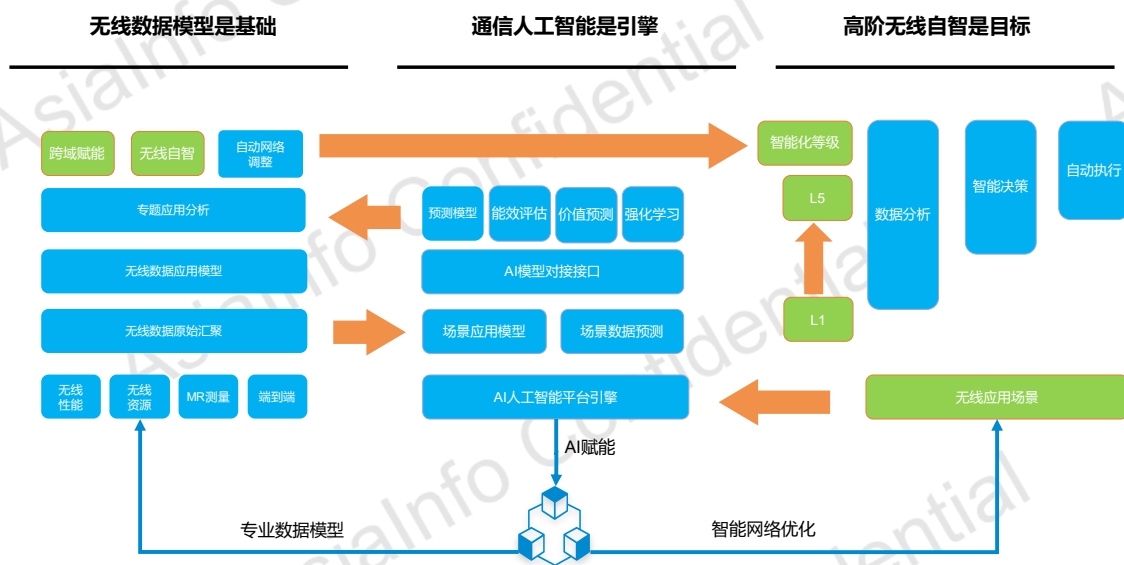 无线数据模型是基础
通信人工智能是引擎
高阶无线自智是目标
跨域赋能
无线自智
自动网络
调整
专题应用分析
无线数据应用模型
无线数据原始汇聚
无线
性能
无线
资源
MR测量
端到端
预测模型
能效评估
价值预测
强化学习
AI模型对接接口
场景应用模型
场景数据预测
AI人工智能平台引擎
智能化等级
L5
L1
数据分析
智能决策
自动执行
无线应用场景
AI赋能
专业数据模型
智能网络优化
AsiaInfo Confidential
AsiaInfo Confidential
AsiaInfo Confidential